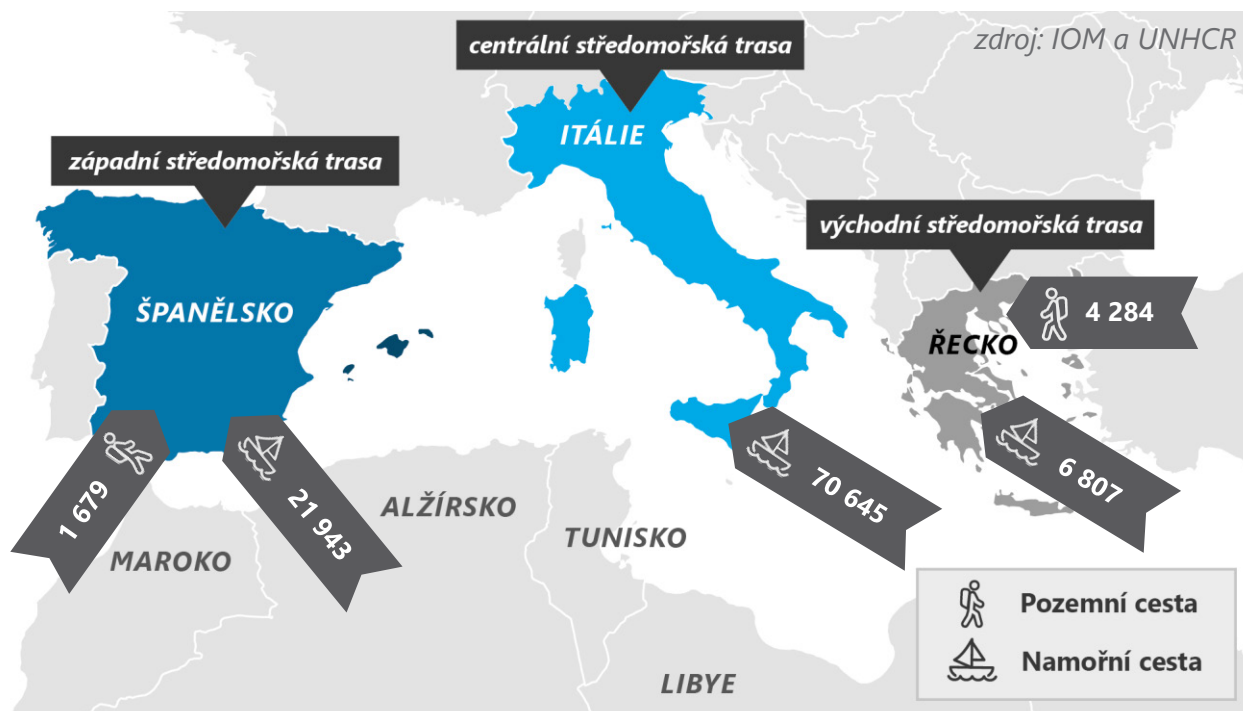 zdroj: IOM a UNHCR
centrální středomořská trasa
ITÁLIE
západní středomořská trasa
ŠPANĚLSKO
východní středomořská trasa
ŘECKO
4 284
1 679
21 943
70 645
6 807
MAROKO
ALŽÍRSKO
TUNISKO
LIBYE
Pozemní cesta
Namořní cesta